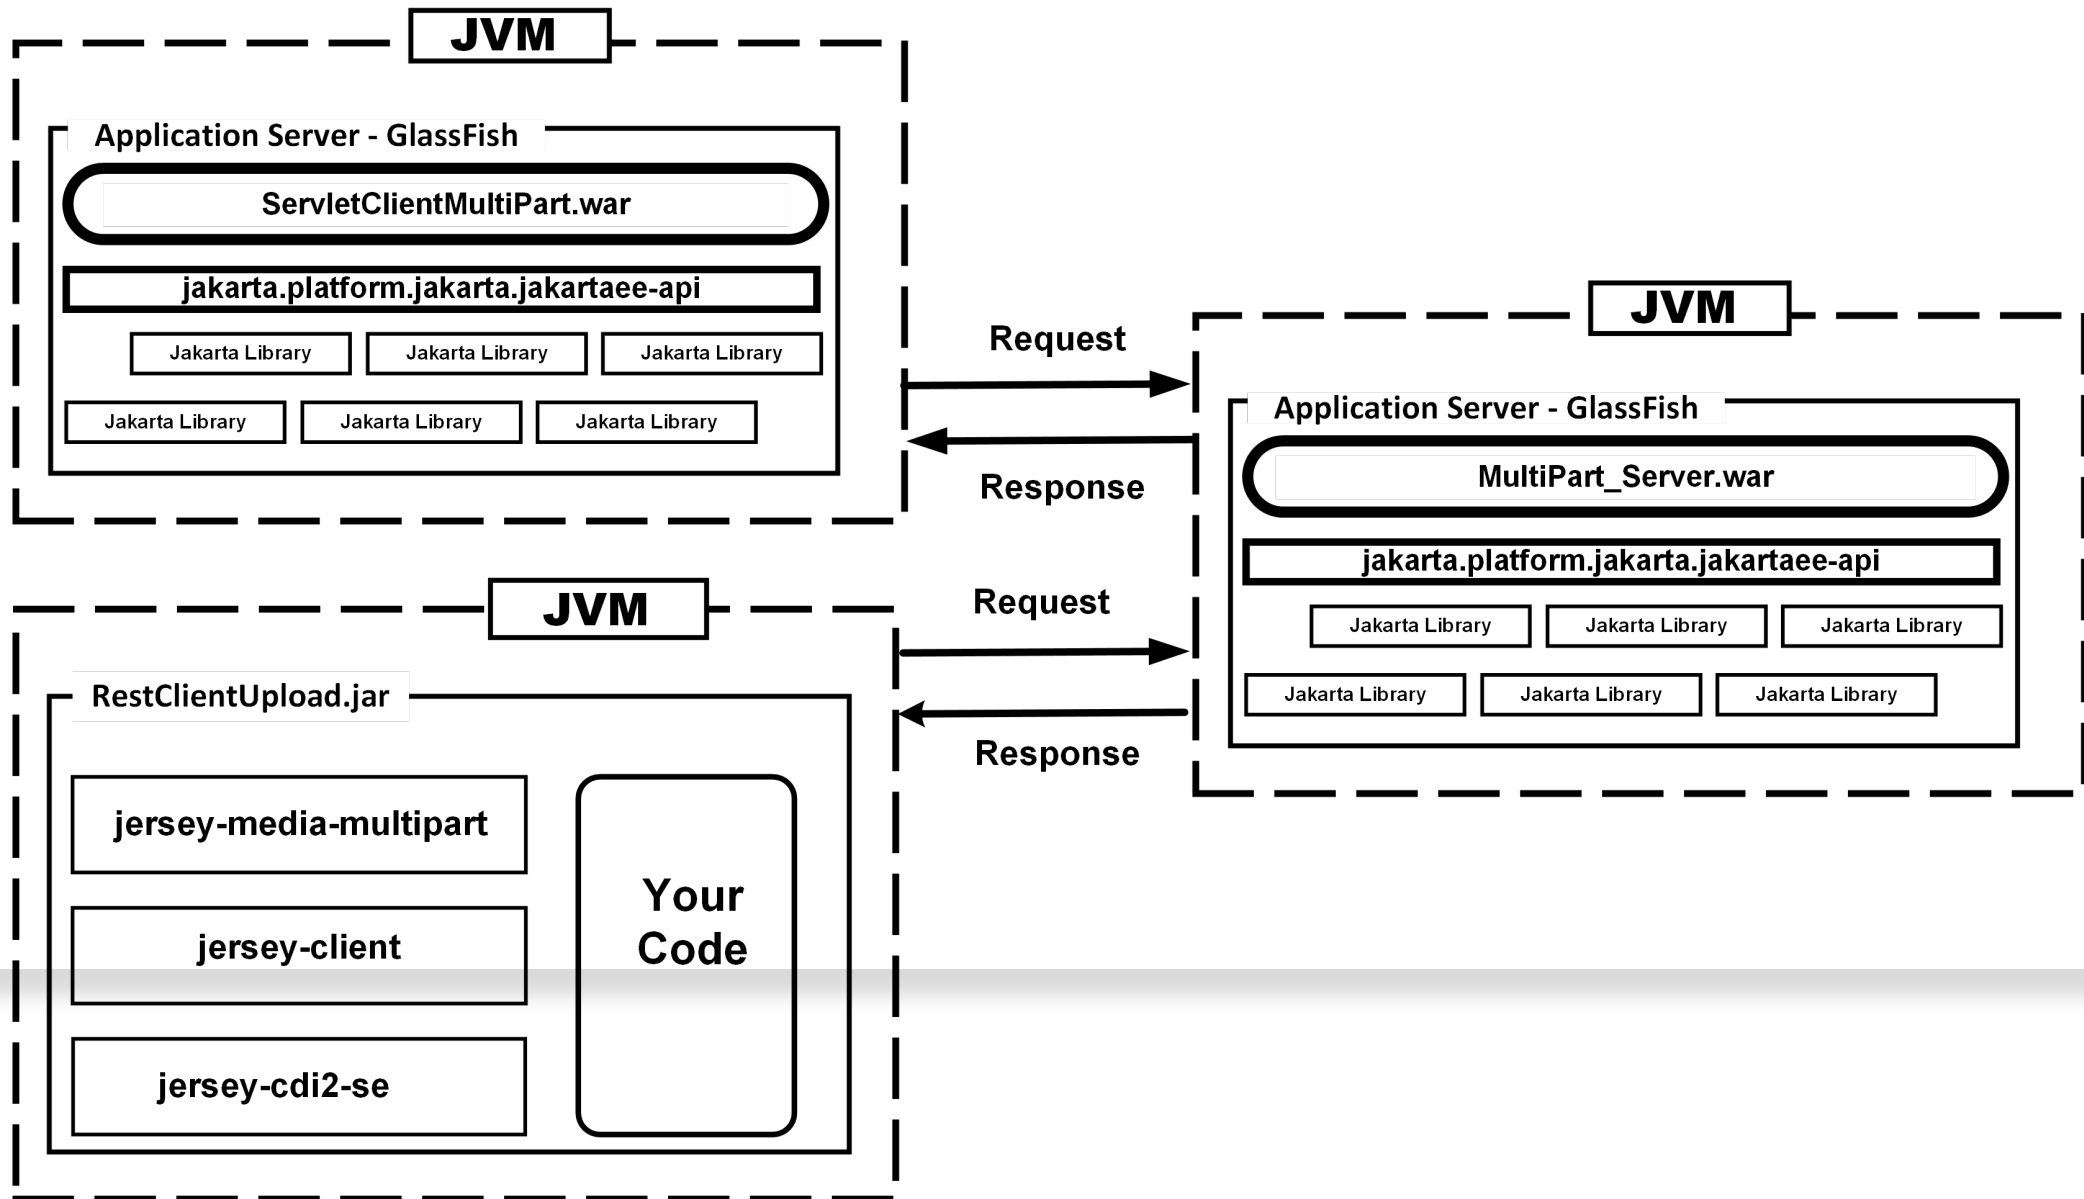 JVM
Application Server - GlassFish
ServletClientMultiPart.war
jakarta.platform.jakarta.jakartaee-api
Jakarta Library
Jakarta Library
Jakarta Library
Jakarta Library
Jakarta Library
Jakarta Library
Request
Response
JVM
Application Server - GlassFish
MultiPart_Server.war
jakarta.platform.jakarta.jakartaee-api
Jakarta Library
Jakarta Library
Jakarta Library
Jakarta Library
Jakarta Library
Jakarta Library
Request
Response
JVM
RestClientUpload.jar
jersey-media-multipart
jersey-client
jersey-cdi2-se
Your
Code